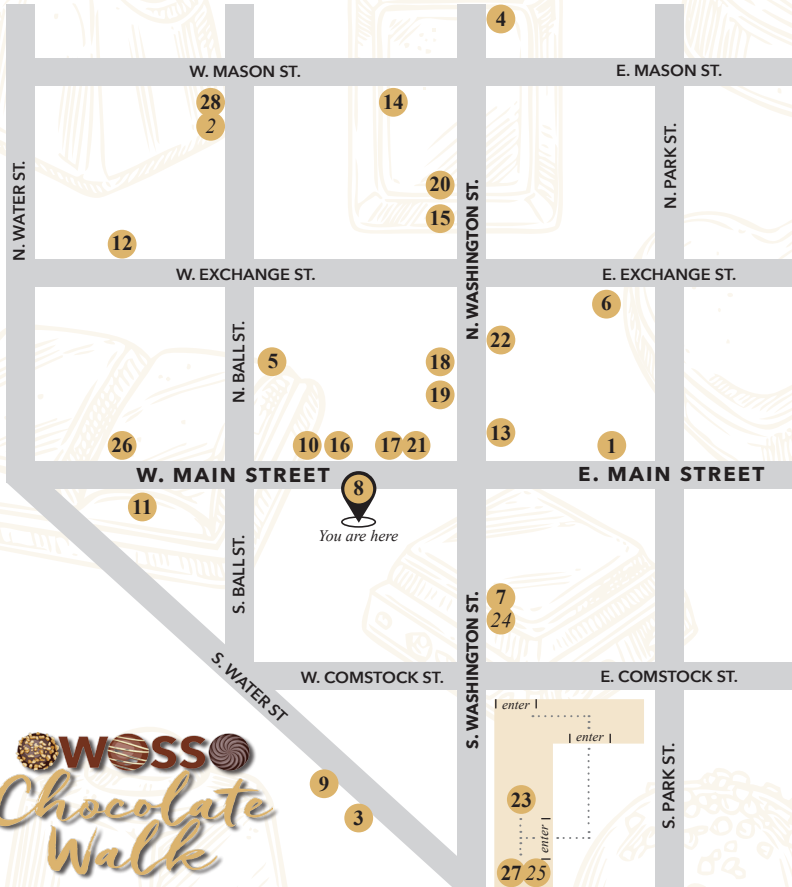 4
W. MASON ST.
E. MASON ST.
28
2
14
20
15
12
N. WATER ST.
N. WASHINGTON ST.
N. PARK ST.
W. EXCHANGE ST.
E. EXCHANGE ST.
6
22
5
18
19
N. BALL ST.
26
10
16
17
21
13
1
W. MAIN STREET
E. MAIN STREET
8
You are here
11
S. BALL ST.
7
24
S. WASHINGTON ST.
S. WATER ST
W. COMSTOCK ST.
E. COMSTOCK ST.
enter
enter
S. PARK ST.
OWOSSO
Chocolate
Walk
9
3
23
enter
27
25